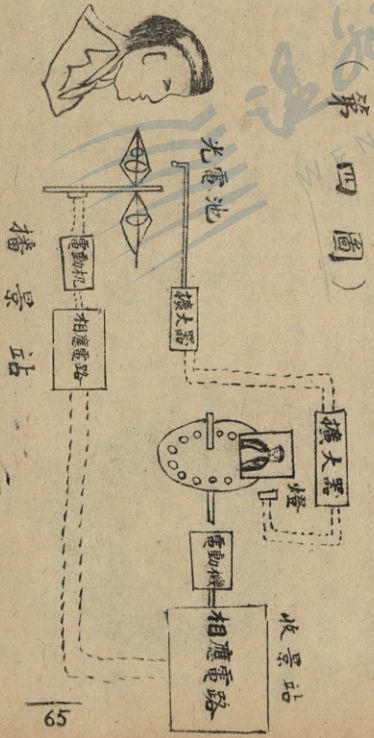 (第四圖)
光電池
擴大器
電動机
相應電路
播景站
擴大器
燈
電動機
相應電路
收景站
65